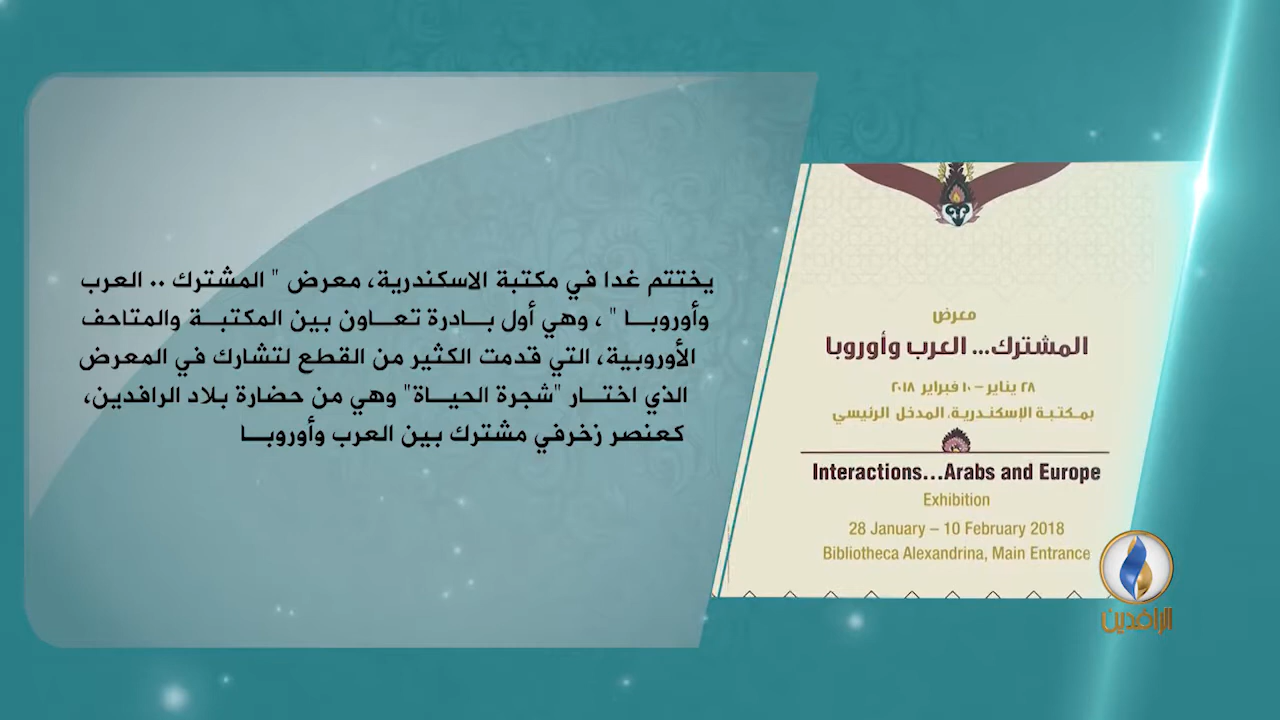 يختتم غدا في مكتبة الاسكندرية، معرض " المشترك .. العرب
وأوروبـــا " ، وهي أول بـــادرة تعـــاون بين المكتبـــة والمتاحف
الأوروبية، التي قدمت الكثير من القطع لتشارك في المعرض
الذي اختـــار "شجرة الحيـــاة" وهي من حضارة بلاد الرافدين،
كعنصر زخرفي مشترك بين العرب وأوروبـــا
معرض
المشترك... العرب وأوروبا
٢٨ يناير – ١٠ فبراير ٢٠١٨
بمكتبة الإسكندرية، المدخل الرئيسي
Interactions...Arabs and Europe
Exhibition
28 January – 10 February 2018
Bibliotheca Alexandrina, Main Entrance
الرافدين